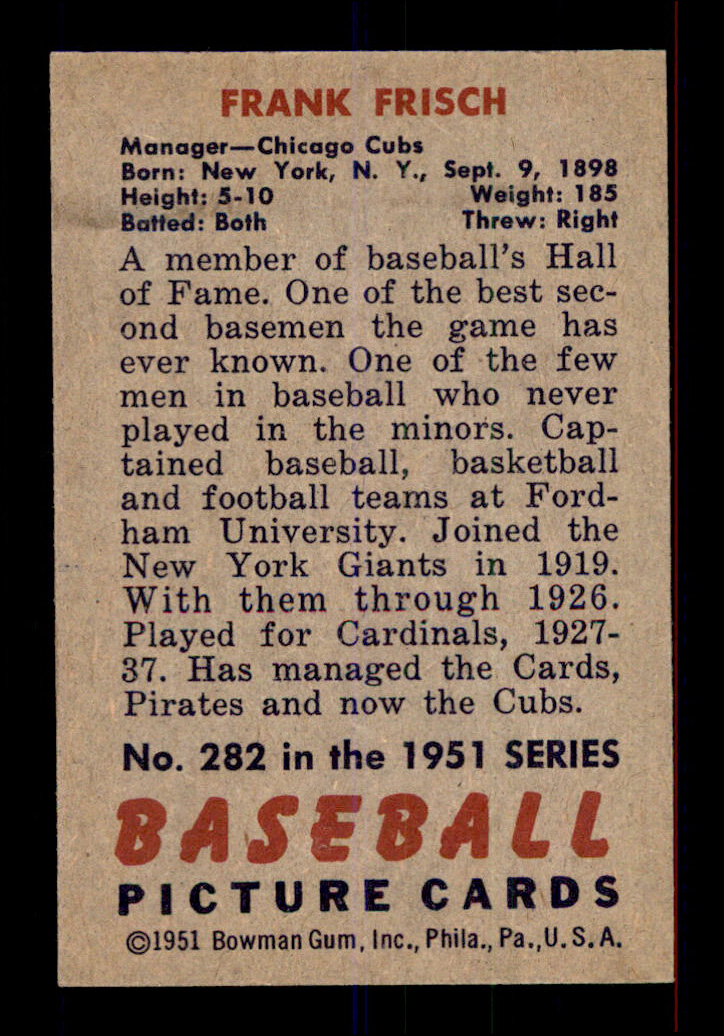 FRANK FRISCH
Manager—Chicago Cubs
Born: New York, N. Y., Sept. 9, 1898
Height: 5-10 Weight: 185
Batted: Both Threw: Right
A member of baseball's Hall
of Fame. One of the best sec-
ond basemen the game has
ever known. One of the few
men in baseball who never
played in the minors. Cap-
tained baseball, basketball
and football teams at Ford-
ham University. Joined the
New York Giants in 1919.
With them through 1926.
Played for Cardinals, 1927-
37. Has managed the Cards,
Pirates and now the Cubs.
No. 282 in the 1951 SERIES
BASEBALL
PICTURE CARDS
©1951 Bowman Gum, Inc., Phila., Pa., U. S. A.